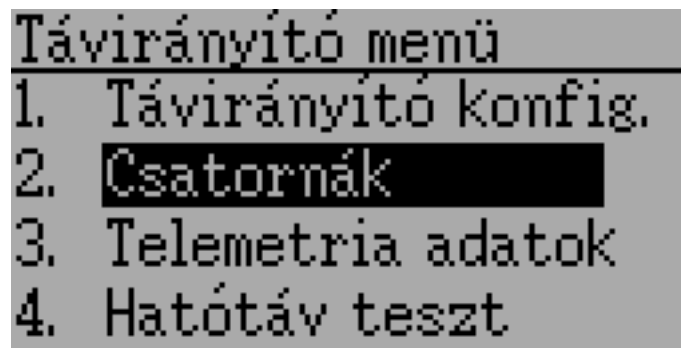 Távirányító menü
1. Távirányító konfig.
2. Csatornák
3. Telemetria adatok
4. Hatótáv teszt